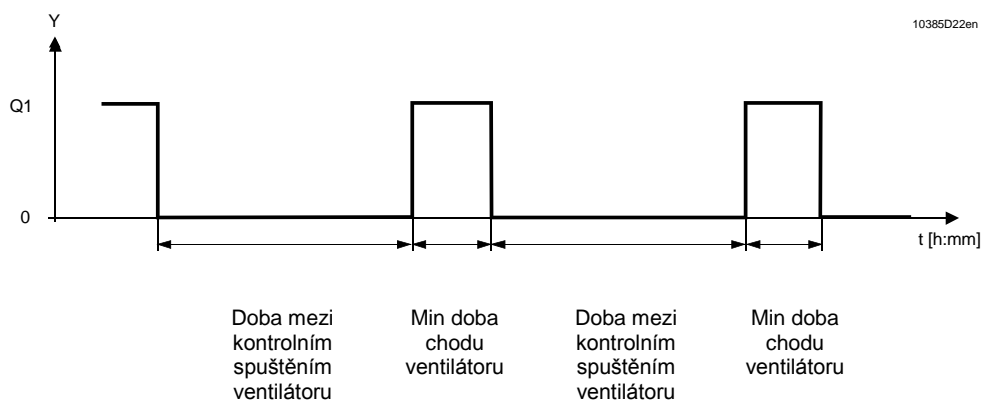 Y
10385D22en
Q1
0
t [h:mm]
Doba mezi
kontrolním
spuštěním
ventilátoru
Min doba
chodu
ventilátoru
Doba mezi
kontrolním
spuštěním
ventilátoru
Min doba
chodu
ventilátoru